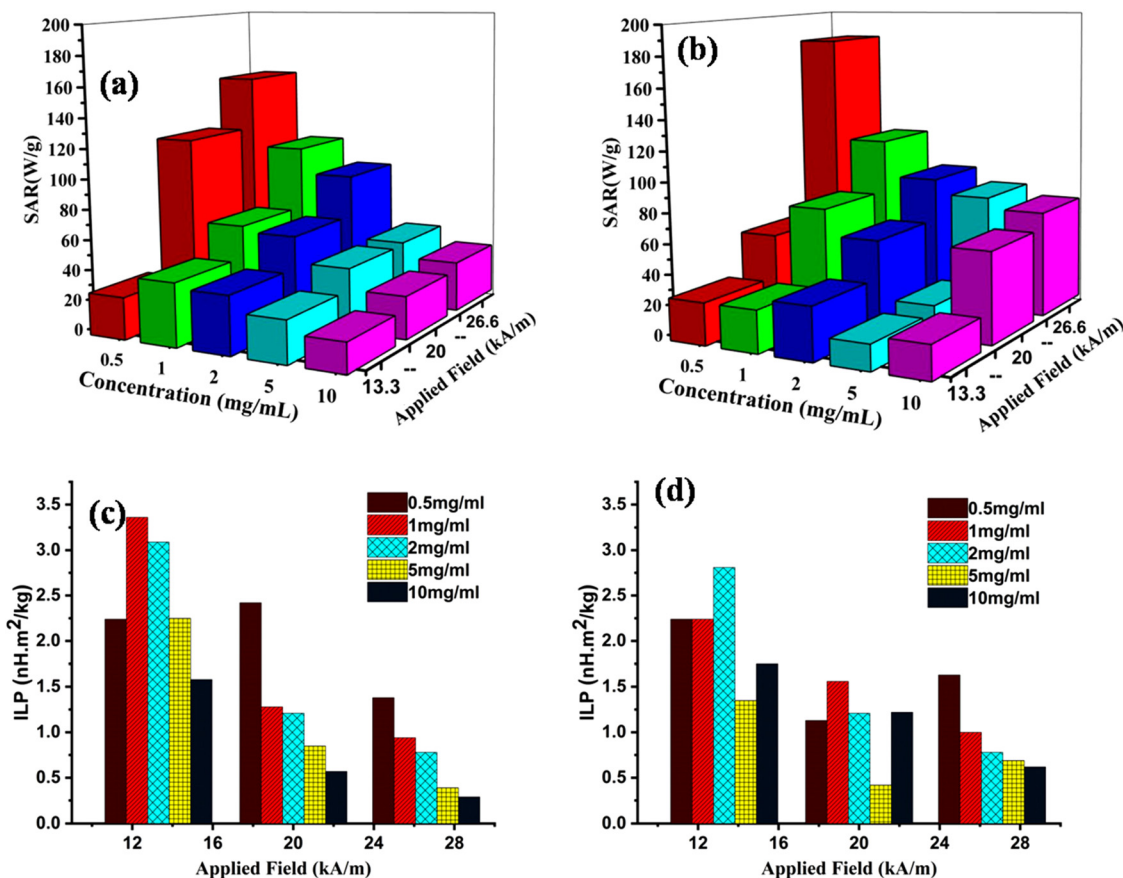 (a)
200
180
160
140
120
100
80
60
40
20
0
SAR(W/g)
0.5
1
2
5
10
Concentration (mg/mL)
13.3
--
20
--
26.6
Applied Field (kA/m)
(b)
200
180
160
140
120
100
80
60
40
20
0
SAR(W/g)
0.5
1
2
5
10
Concentration (mg/mL)
13.3
--
20
--
26.6
Applied Field (kA/m)
(c)
3.5
3.0
2.5
2.0
1.5
1.0
0.5
0.0
ILP (nH.m²/kg)
0.5mg/ml
1mg/ml
2mg/ml
5mg/ml
10mg/ml
12
16
20
24
28
Applied Field (kA/m)
(d)
3.5
3.0
2.5
2.0
1.5
1.0
0.5
0.0
ILP (nH.m²/kg)
0.5mg/ml
1mg/ml
2mg/ml
5mg/ml
10mg/ml
12
16
20
24
28
Applied Field (kA/m)